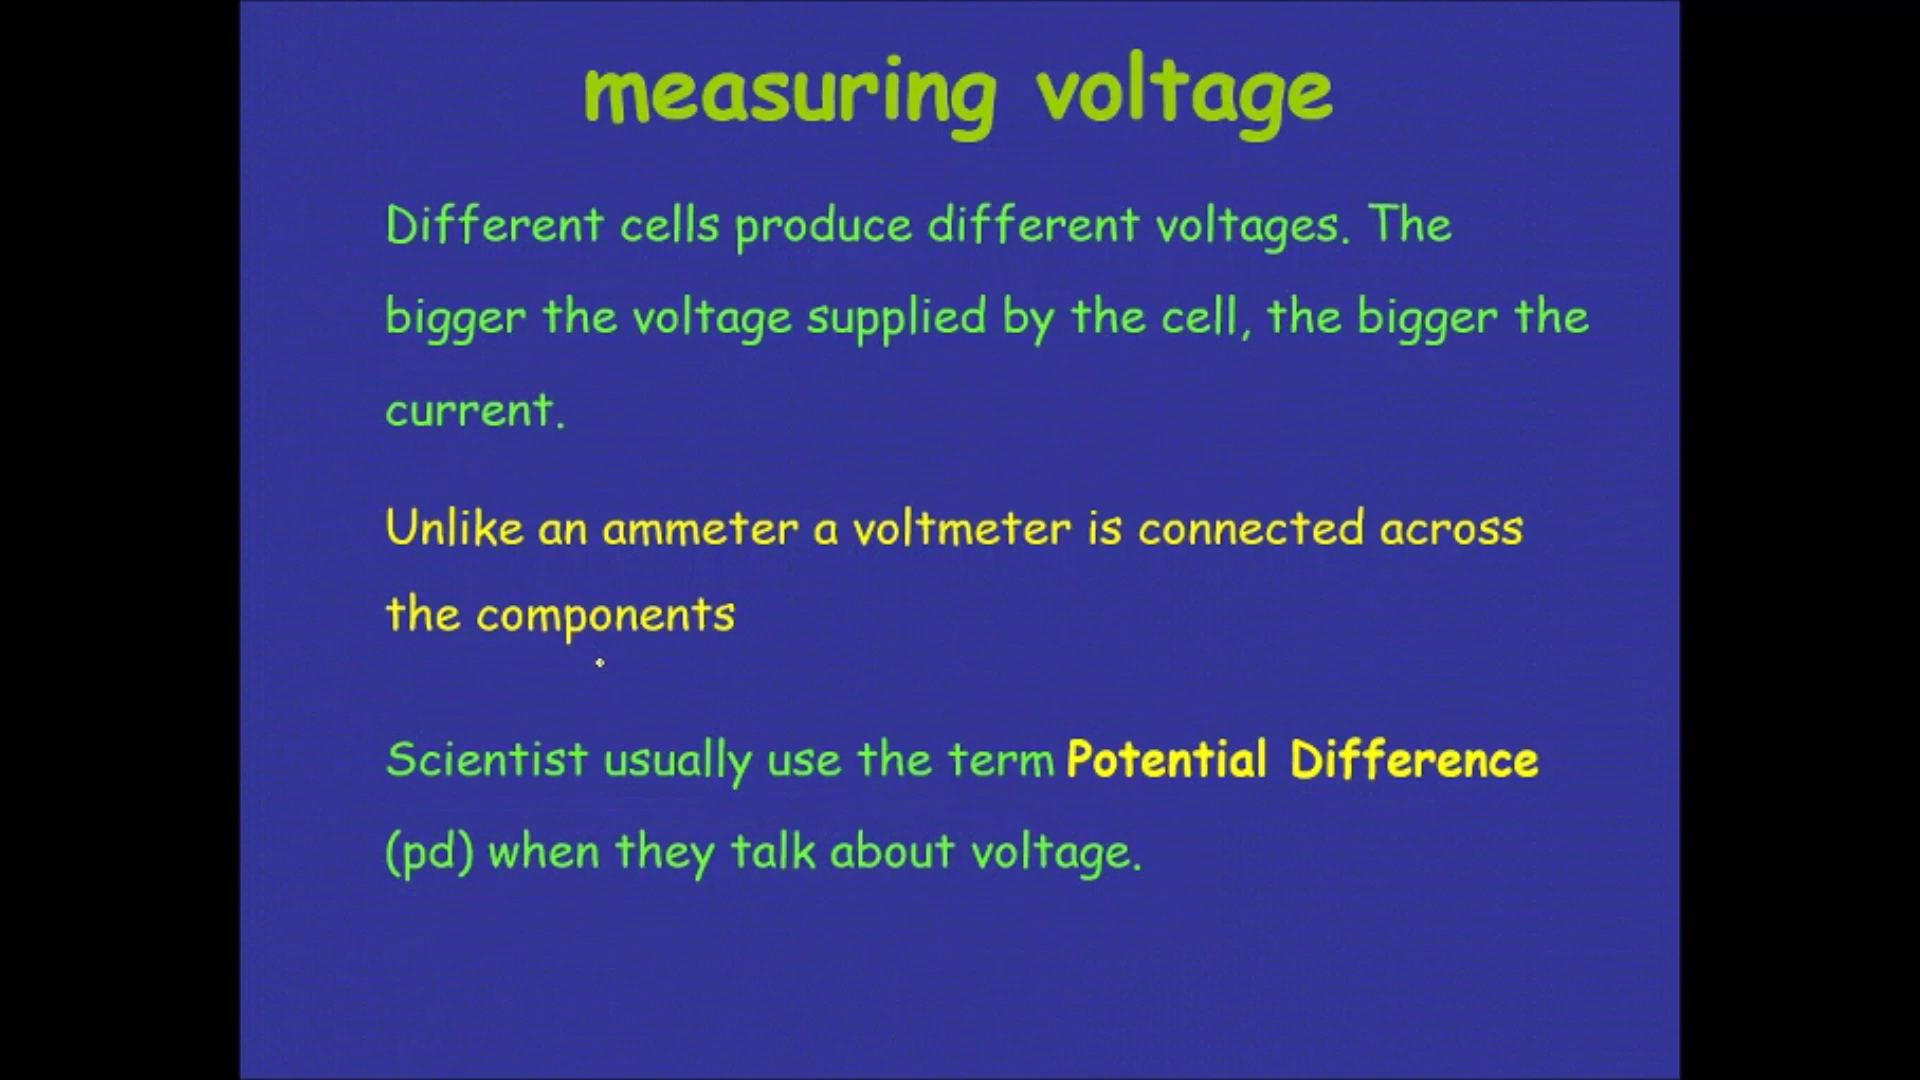 measuring voltage
Different cells produce different voltages. The
bigger the voltage supplied by the cell, the bigger the
current.
Unlike an ammeter a voltmeter is connected across
the components
Scientist usually use the term Potential Difference
(pd) when they talk about voltage.